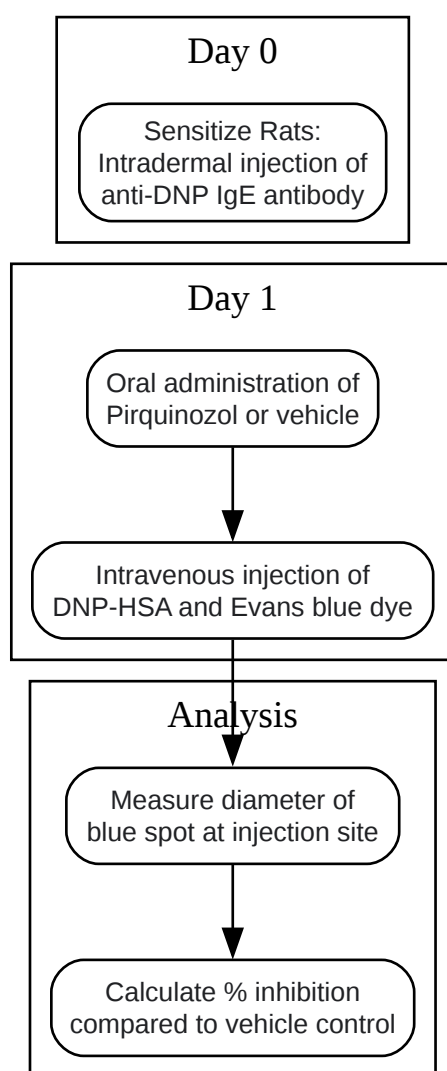 Day 0
Sensitize Rats:
Intradermal injection of
anti-DNP IgE antibody
Day 1
Oral administration of
Pirquinozol or vehicle
Intravenous injection of
DNP-HSA and Evans blue dye
Analysis
Measure diameter of
blue spot at injection site
Calculate % inhibition
compared to vehicle control